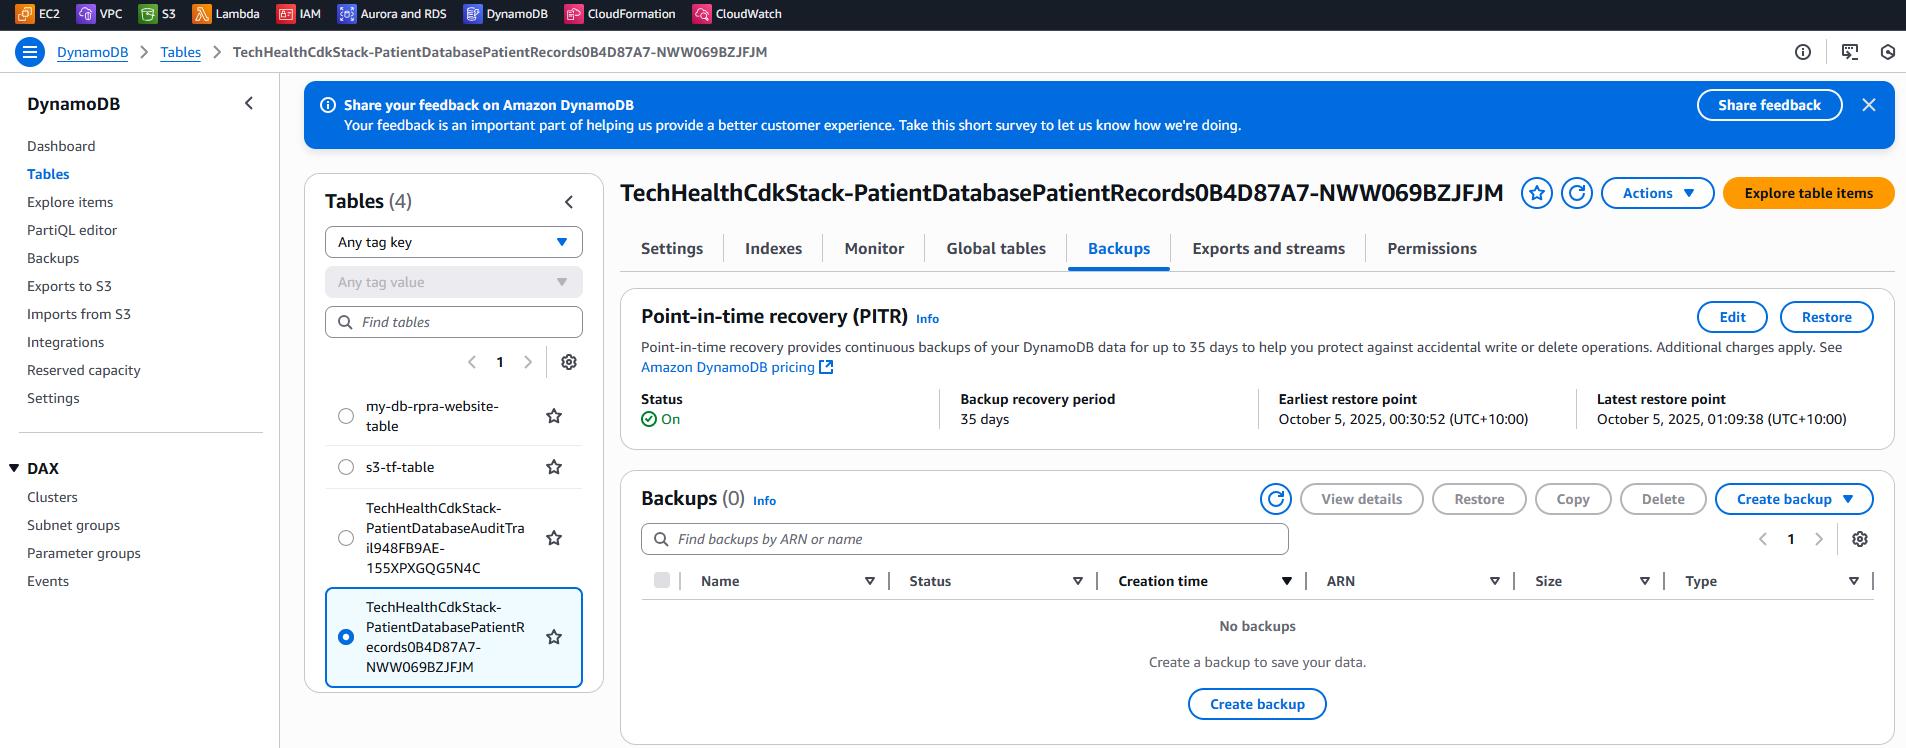 EC2 VPC S3 Lambda IAM Aurora and RDS DynamoDB CloudFormation CloudWatch
DynamoDB Tables TechHealthCdkStack-PatientDatabasePatientRecords0B4D87A7-NWW069BZJFJM
DynamoDB
Dashboard
Tables
Explore items
PartiQL editor
Backups
Exports to S3
Imports from S3
Integrations
Reserved capacity
Settings
DAX
Clusters
Subnet groups
Parameter groups
Events
Share your feedback on Amazon DynamoDB
Your feedback is an important part of helping us provide a better customer experience. Take this short survey to let us know how we're doing.
Share feedback
Tables (4)
Any tag key
Any tag value
Find tables
1
my-db-rpra-website-
table
s3-tf-table
TechHealthCdkStack-
PatientDatabaseAuditTra
il948FB9AE-
155XPXGQG5N4C
TechHealthCdkStack-
PatientDatabasePatientR
ecords0B4D87A7-
NWW069BZJFJM
TechHealthCdkStack-PatientDatabasePatientRecords0B4D87A7-NWW069BZJFJM
Actions
Explore table items
Settings Indexes Monitor Global tables Backups Exports and streams Permissions
Point-in-time recovery (PITR) Info
Edit Restore
Point-in-time recovery provides continuous backups of your DynamoDB data for up to 35 days to help you protect against accidental write or delete operations. Additional charges apply. See
Amazon DynamoDB pricing
Status Backup recovery period Earliest restore point Latest restore point
On 35 days October 5, 2025, 00:30:52 (UTC+10:00) October 5, 2025, 01:09:38 (UTC+10:00)
Backups (0) Info
View details Restore Copy Delete Create backup
Find backups by ARN or name
1
Name Status Creation time ARN Size Type
No backups
Create a backup to save your data.
Create backup